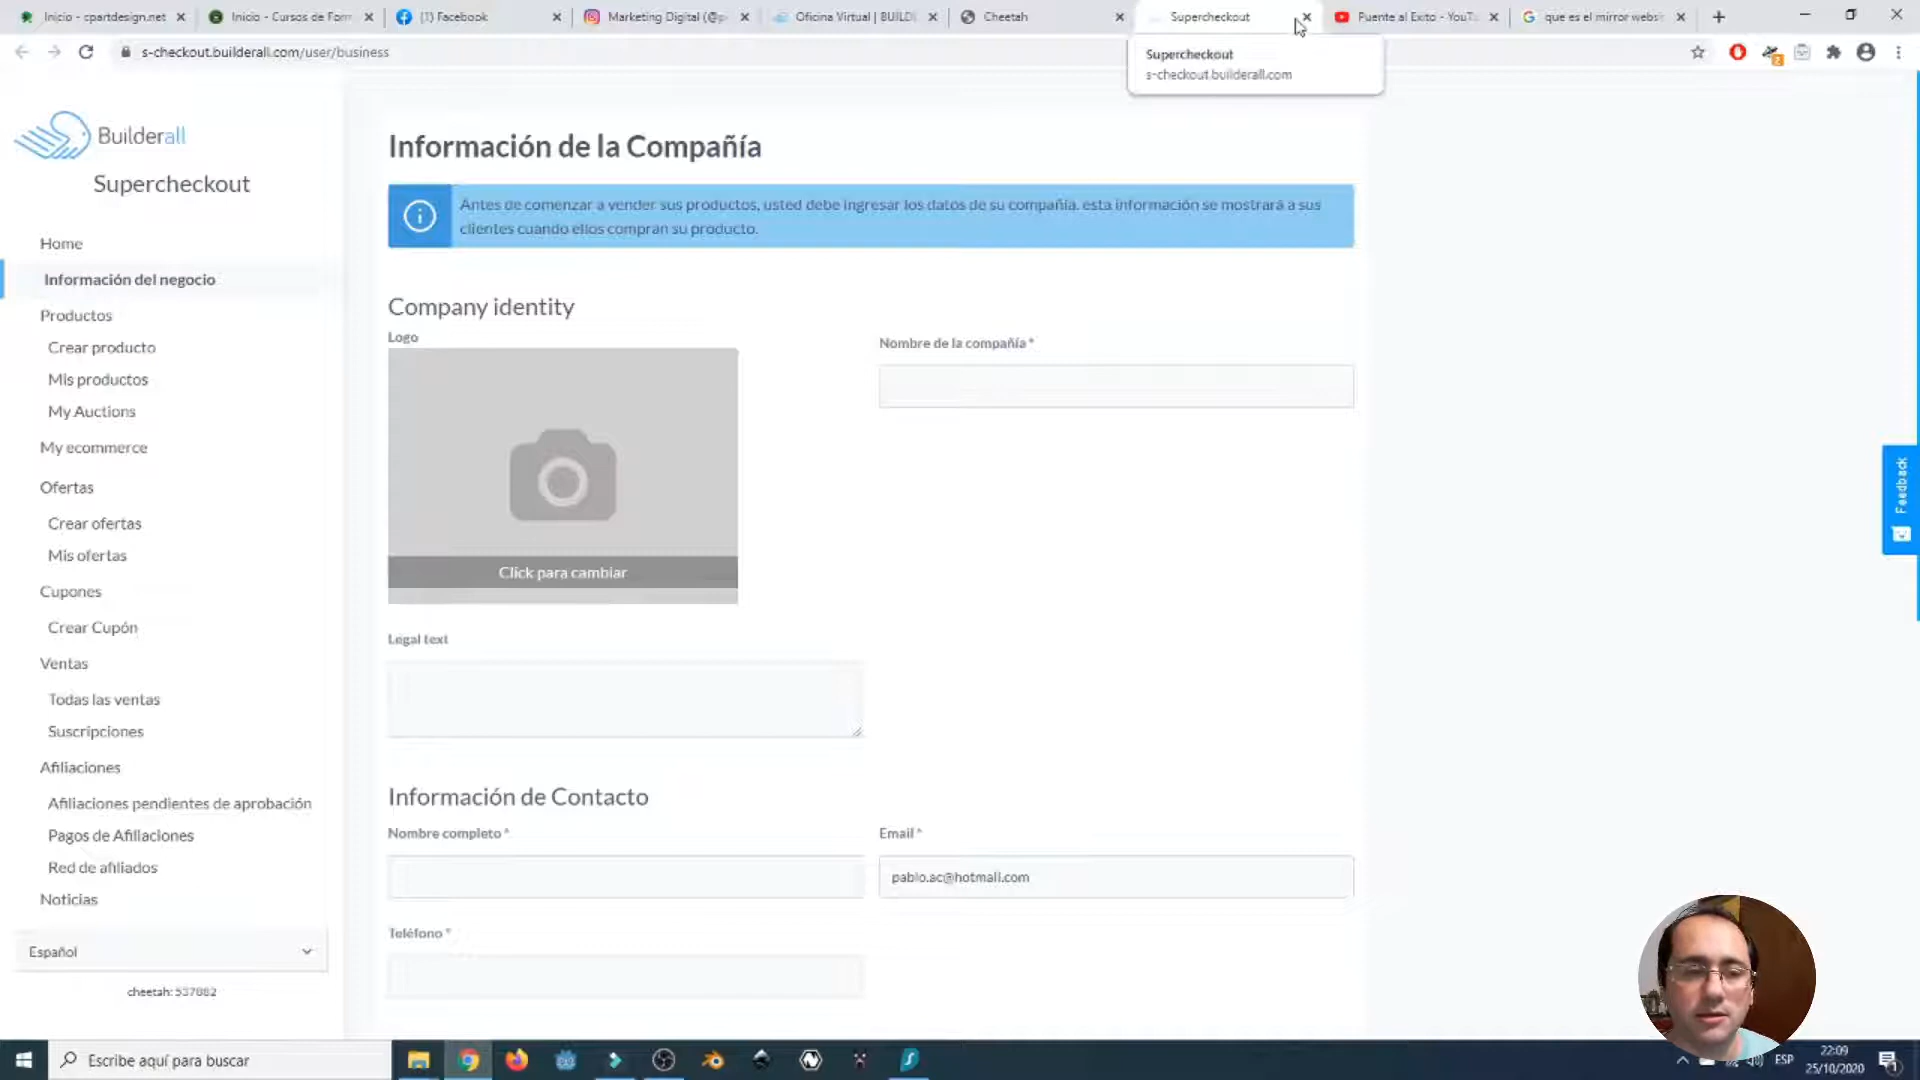 Inicio - cpartdesign.net
Inicio - Cursos de Form
(1) Facebook
Marketing Digital (@p
Oficina Virtual | BUILDE
Cheetah
Supercheckout
Puente al Exito - YouTu
que es el mirror websi
s-checkout.builderall.com/user/business
Supercheckout
s-checkout.builderall.com
2
Builderall
Supercheckout
Home
Información del negocio
Productos
Crear producto
Mis productos
My Auctions
My ecommerce
Ofertas
Crear ofertas
Mis ofertas
Cupones
Crear Cupón
Ventas
Todas las ventas
Suscripciones
Afiliaciones
Afiliaciones pendientes de aprobación
Pagos de Afiliaciones
Red de afiliados
Noticias
Español
cheetah: 537882
Información de la Compañía
Antes de comenzar a vender sus productos, usted debe ingresar los datos de su compañía. esta información se mostrará a sus
clientes cuando ellos compran su producto.
Company identity
Logo
Click para cambiar
Nombre de la compañía *
Legal text
Información de Contacto
Nombre completo *
Email *
pablo.ac@hotmail.com
Teléfono *
Feedback
Escribe aquí para buscar
ESP
22:09
25/10/2020
1